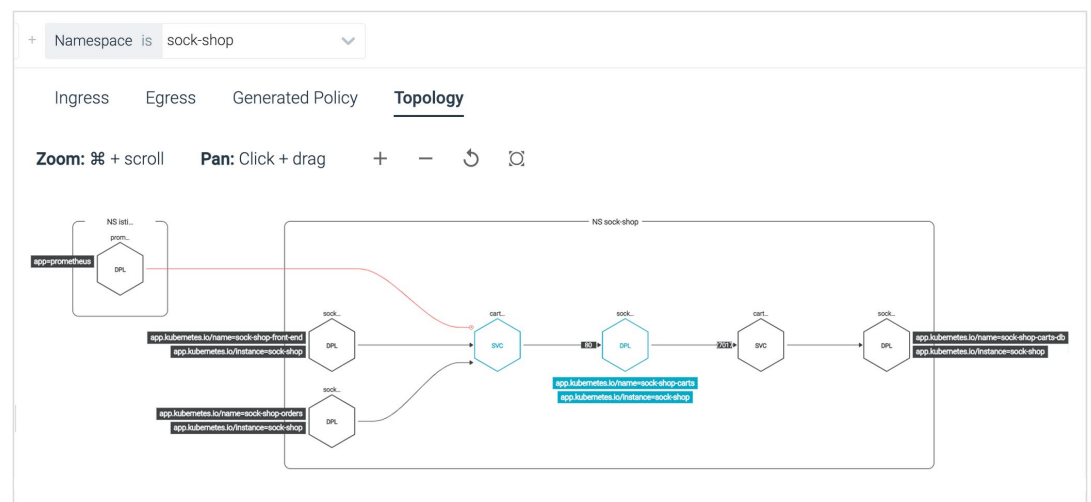 + Namespace is sock-shop
Ingress Egress Generated Policy Topology
Zoom: ⌘ + scroll Pan: Click + drag + −
NS isti...
NS sock-shop
prom...
app=prometheus
DPL
sock...
app.kubernetes.io/name=sock-shop-front-end
app.kubernetes.io/instance=sock-shop
DPL
cart...
SVC
80
sock...
DPL
app.kubernetes.io/name=sock-shop-carts
app.kubernetes.io/instance=sock-shop
cart...
SVC
sock...
DPL
app.kubernetes.io/name=sock-shop-carts-db
app.kubernetes.io/instance=sock-shop
sock...
app.kubernetes.io/name=sock-shop-orders
app.kubernetes.io/instance=sock-shop
DPL